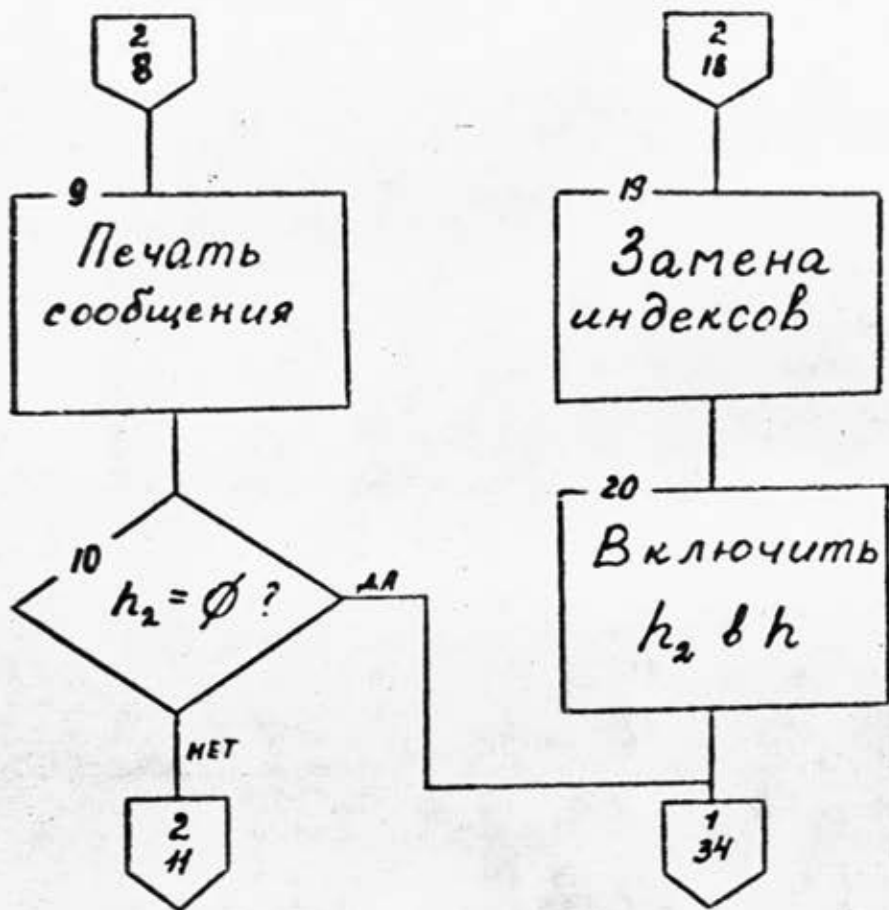 2
8
9
Печать
сообщения
10
h₂ = ∅ ?
ДА
НЕТ
2
11
2
18
19
Замена
индексов
20
Включить
h₂ в h
1
34